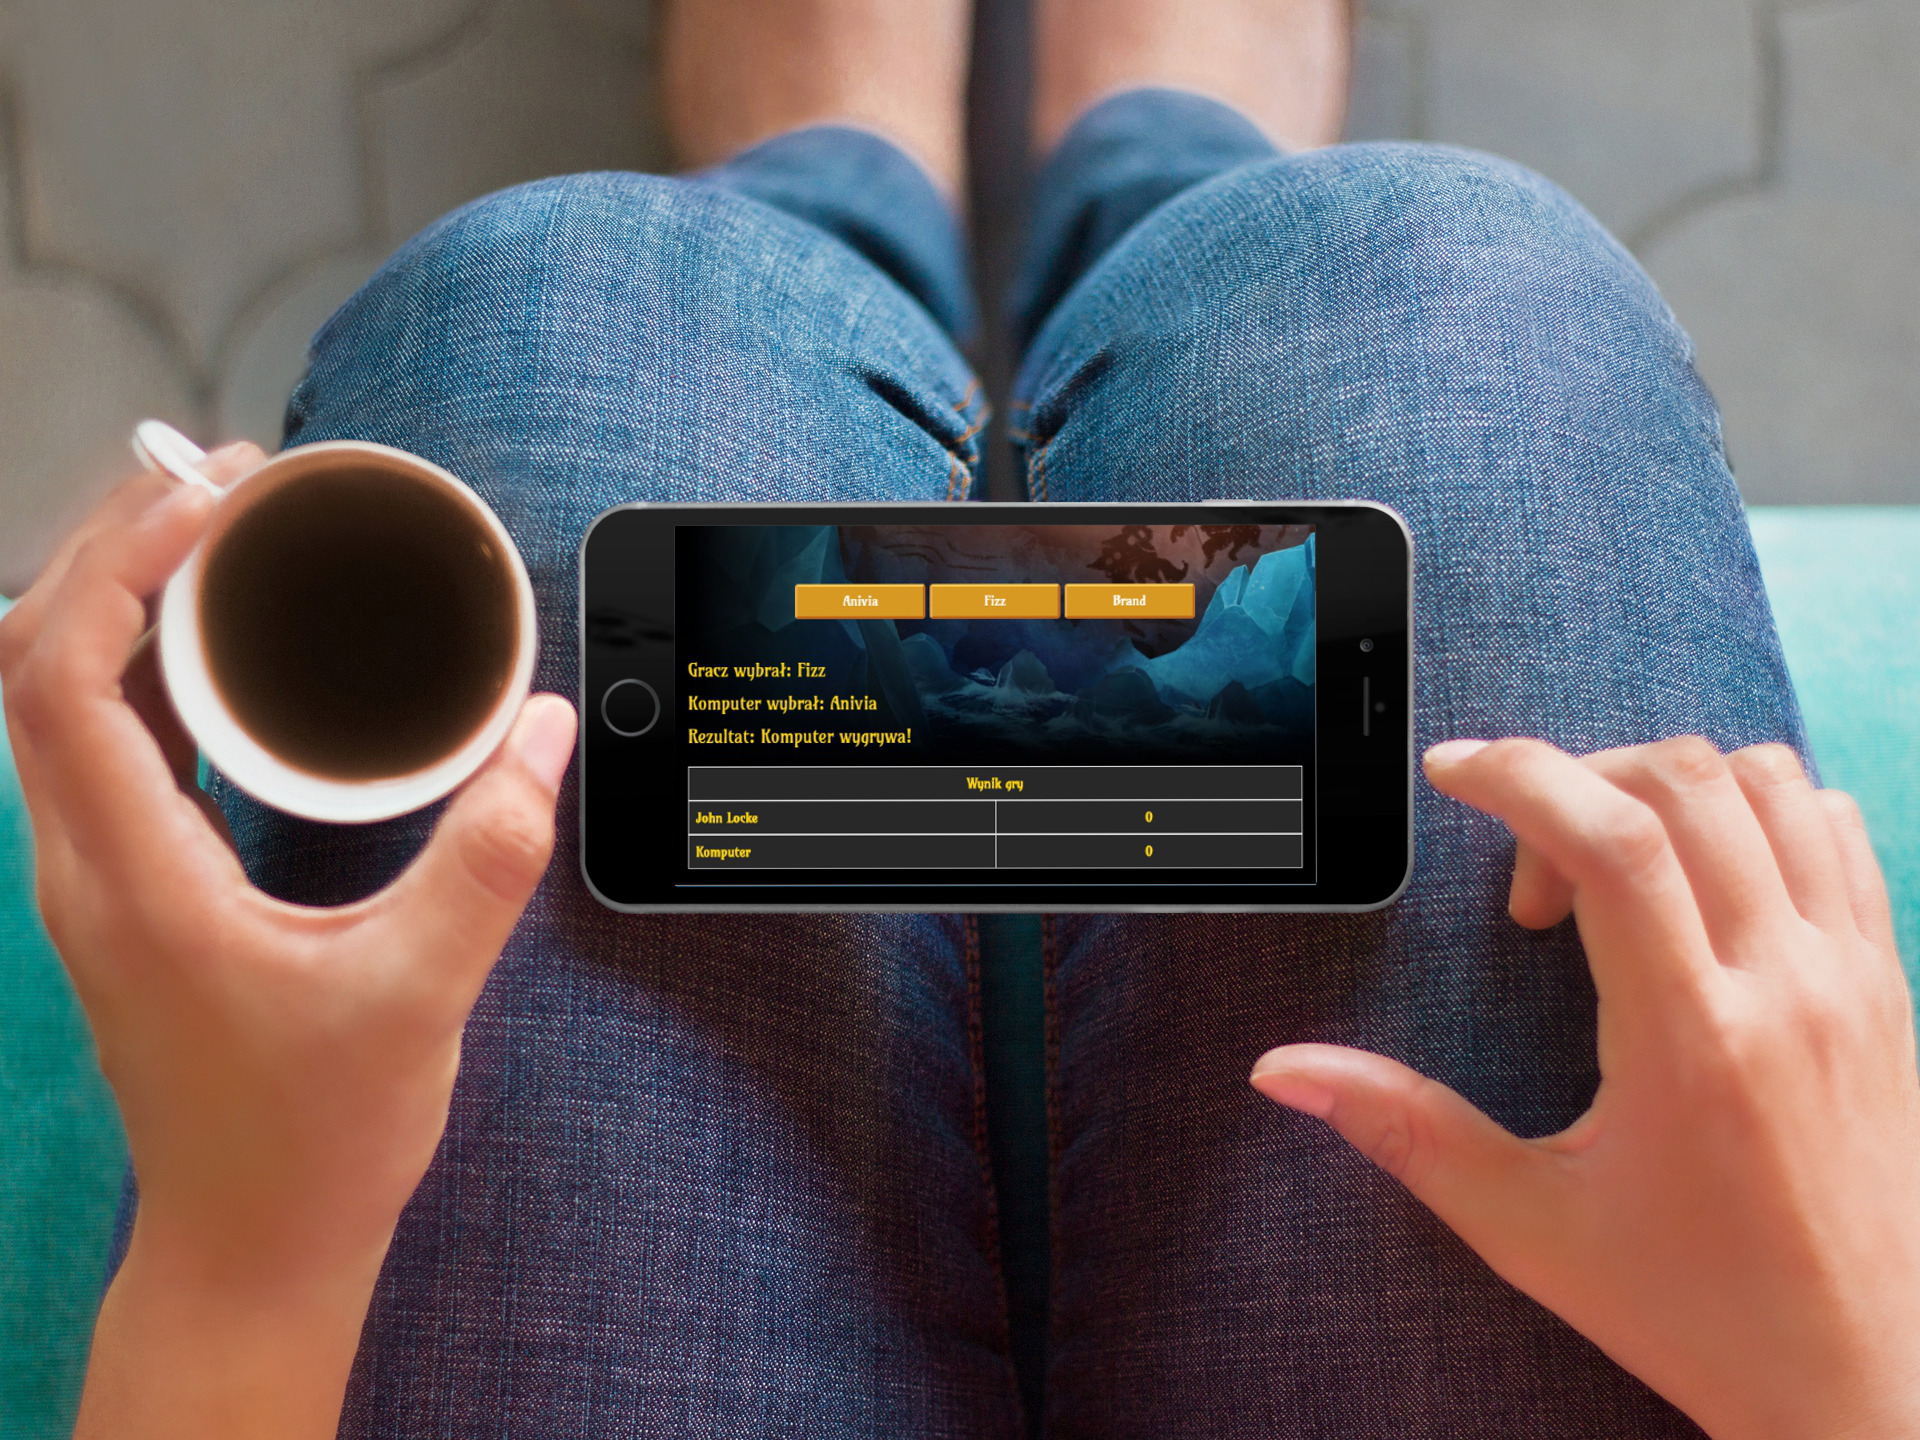 Anivia Fizz Brand
Gracz wybrał: Fizz
Komputer wybrał: Anivia
Rezultat: Komputer wygrywa!
Wynik gry
John Locke 0
Komputer 0